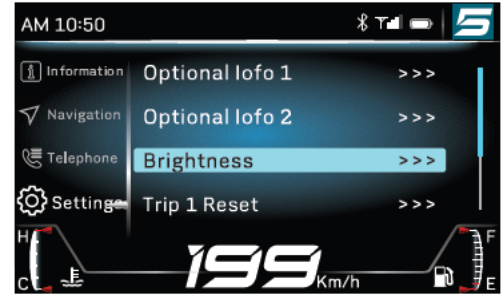 AM 10:50
5
Information
Optional Iofo 1 >>>
Navigation
Optional Iofo 2 >>>
Telephone
Brightness >>>
Settings
Trip 1 Reset >>>
H
F
199 Km/h
C
E